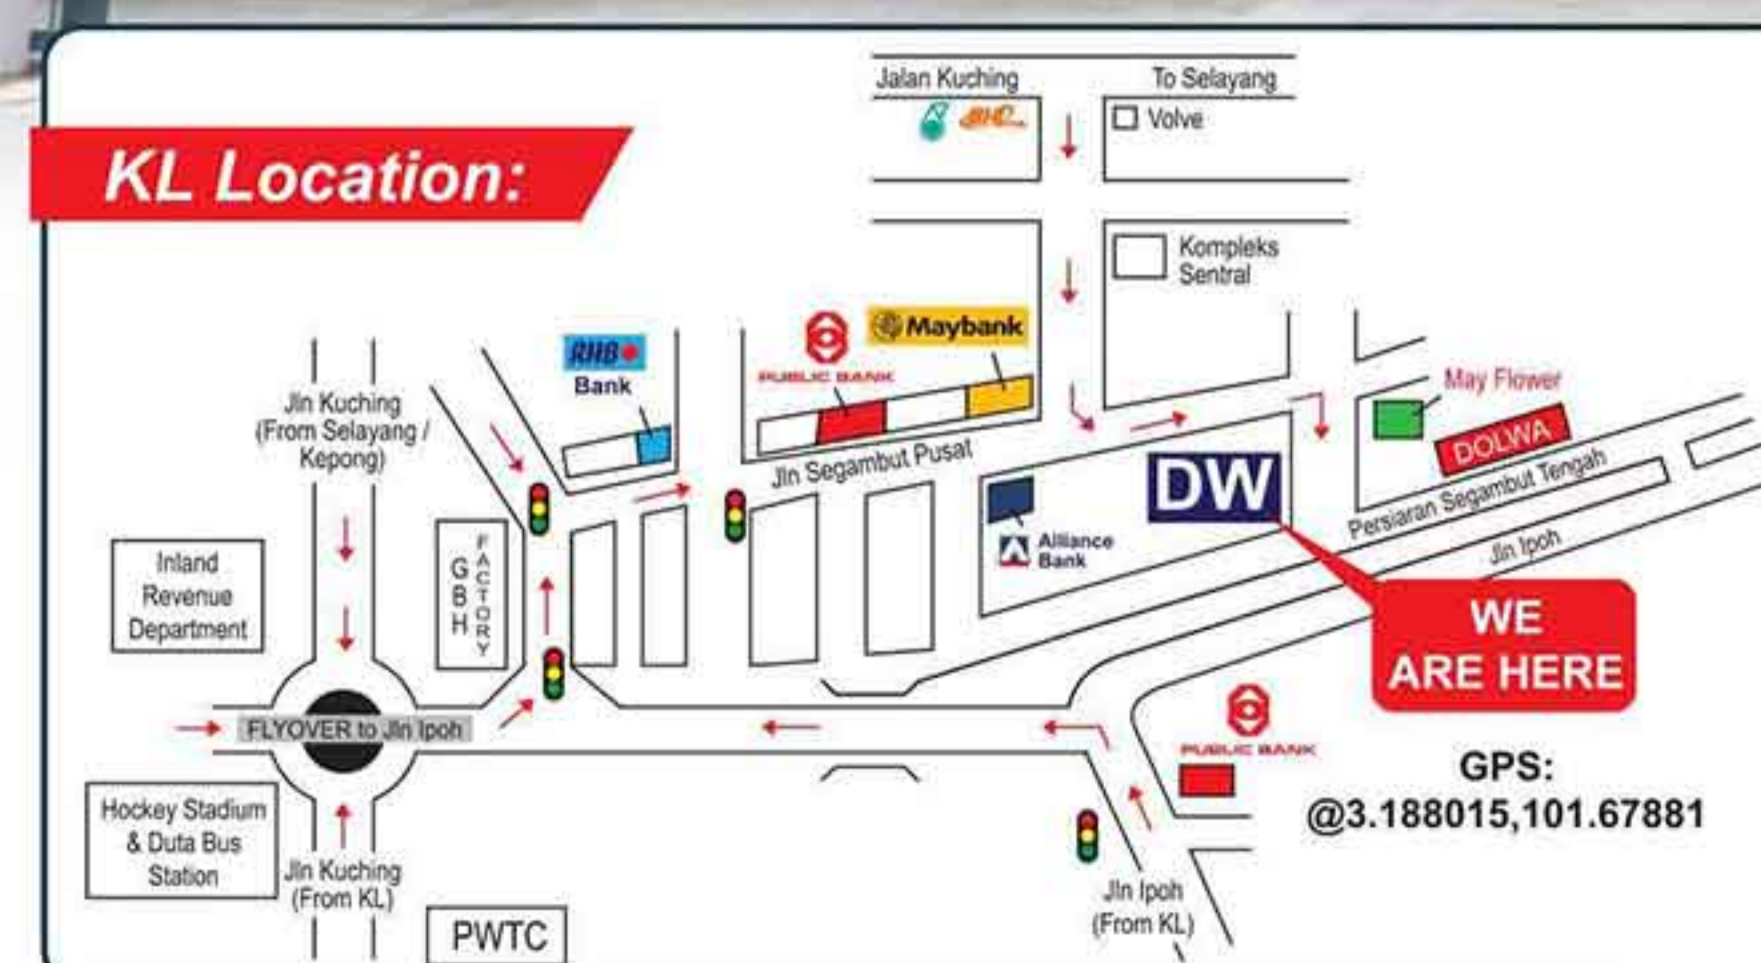 KL Location:
Jalan Kuching
To Selayang
BHP
Volve
Kompleks
Sentral
RHB
Bank
PUBLIC BANK
Maybank
May Flower
DOLWA
Jln Kuching
(From Selayang /
Kepong)
Jln Segambut Pusat
DW
Alliance
Bank
Persiaran Segambut Tengah
Jln Ipoh
Inland
Revenue
Department
GBH
FACTORY
WE
ARE HERE
FLYOVER to Jln Ipoh
PUBLIC BANK
GPS:
@3.188015,101.67881
Hockey Stadium
& Duta Bus
Station
Jln Kuching
(From KL)
Jln Ipoh
(From KL)
PWTC